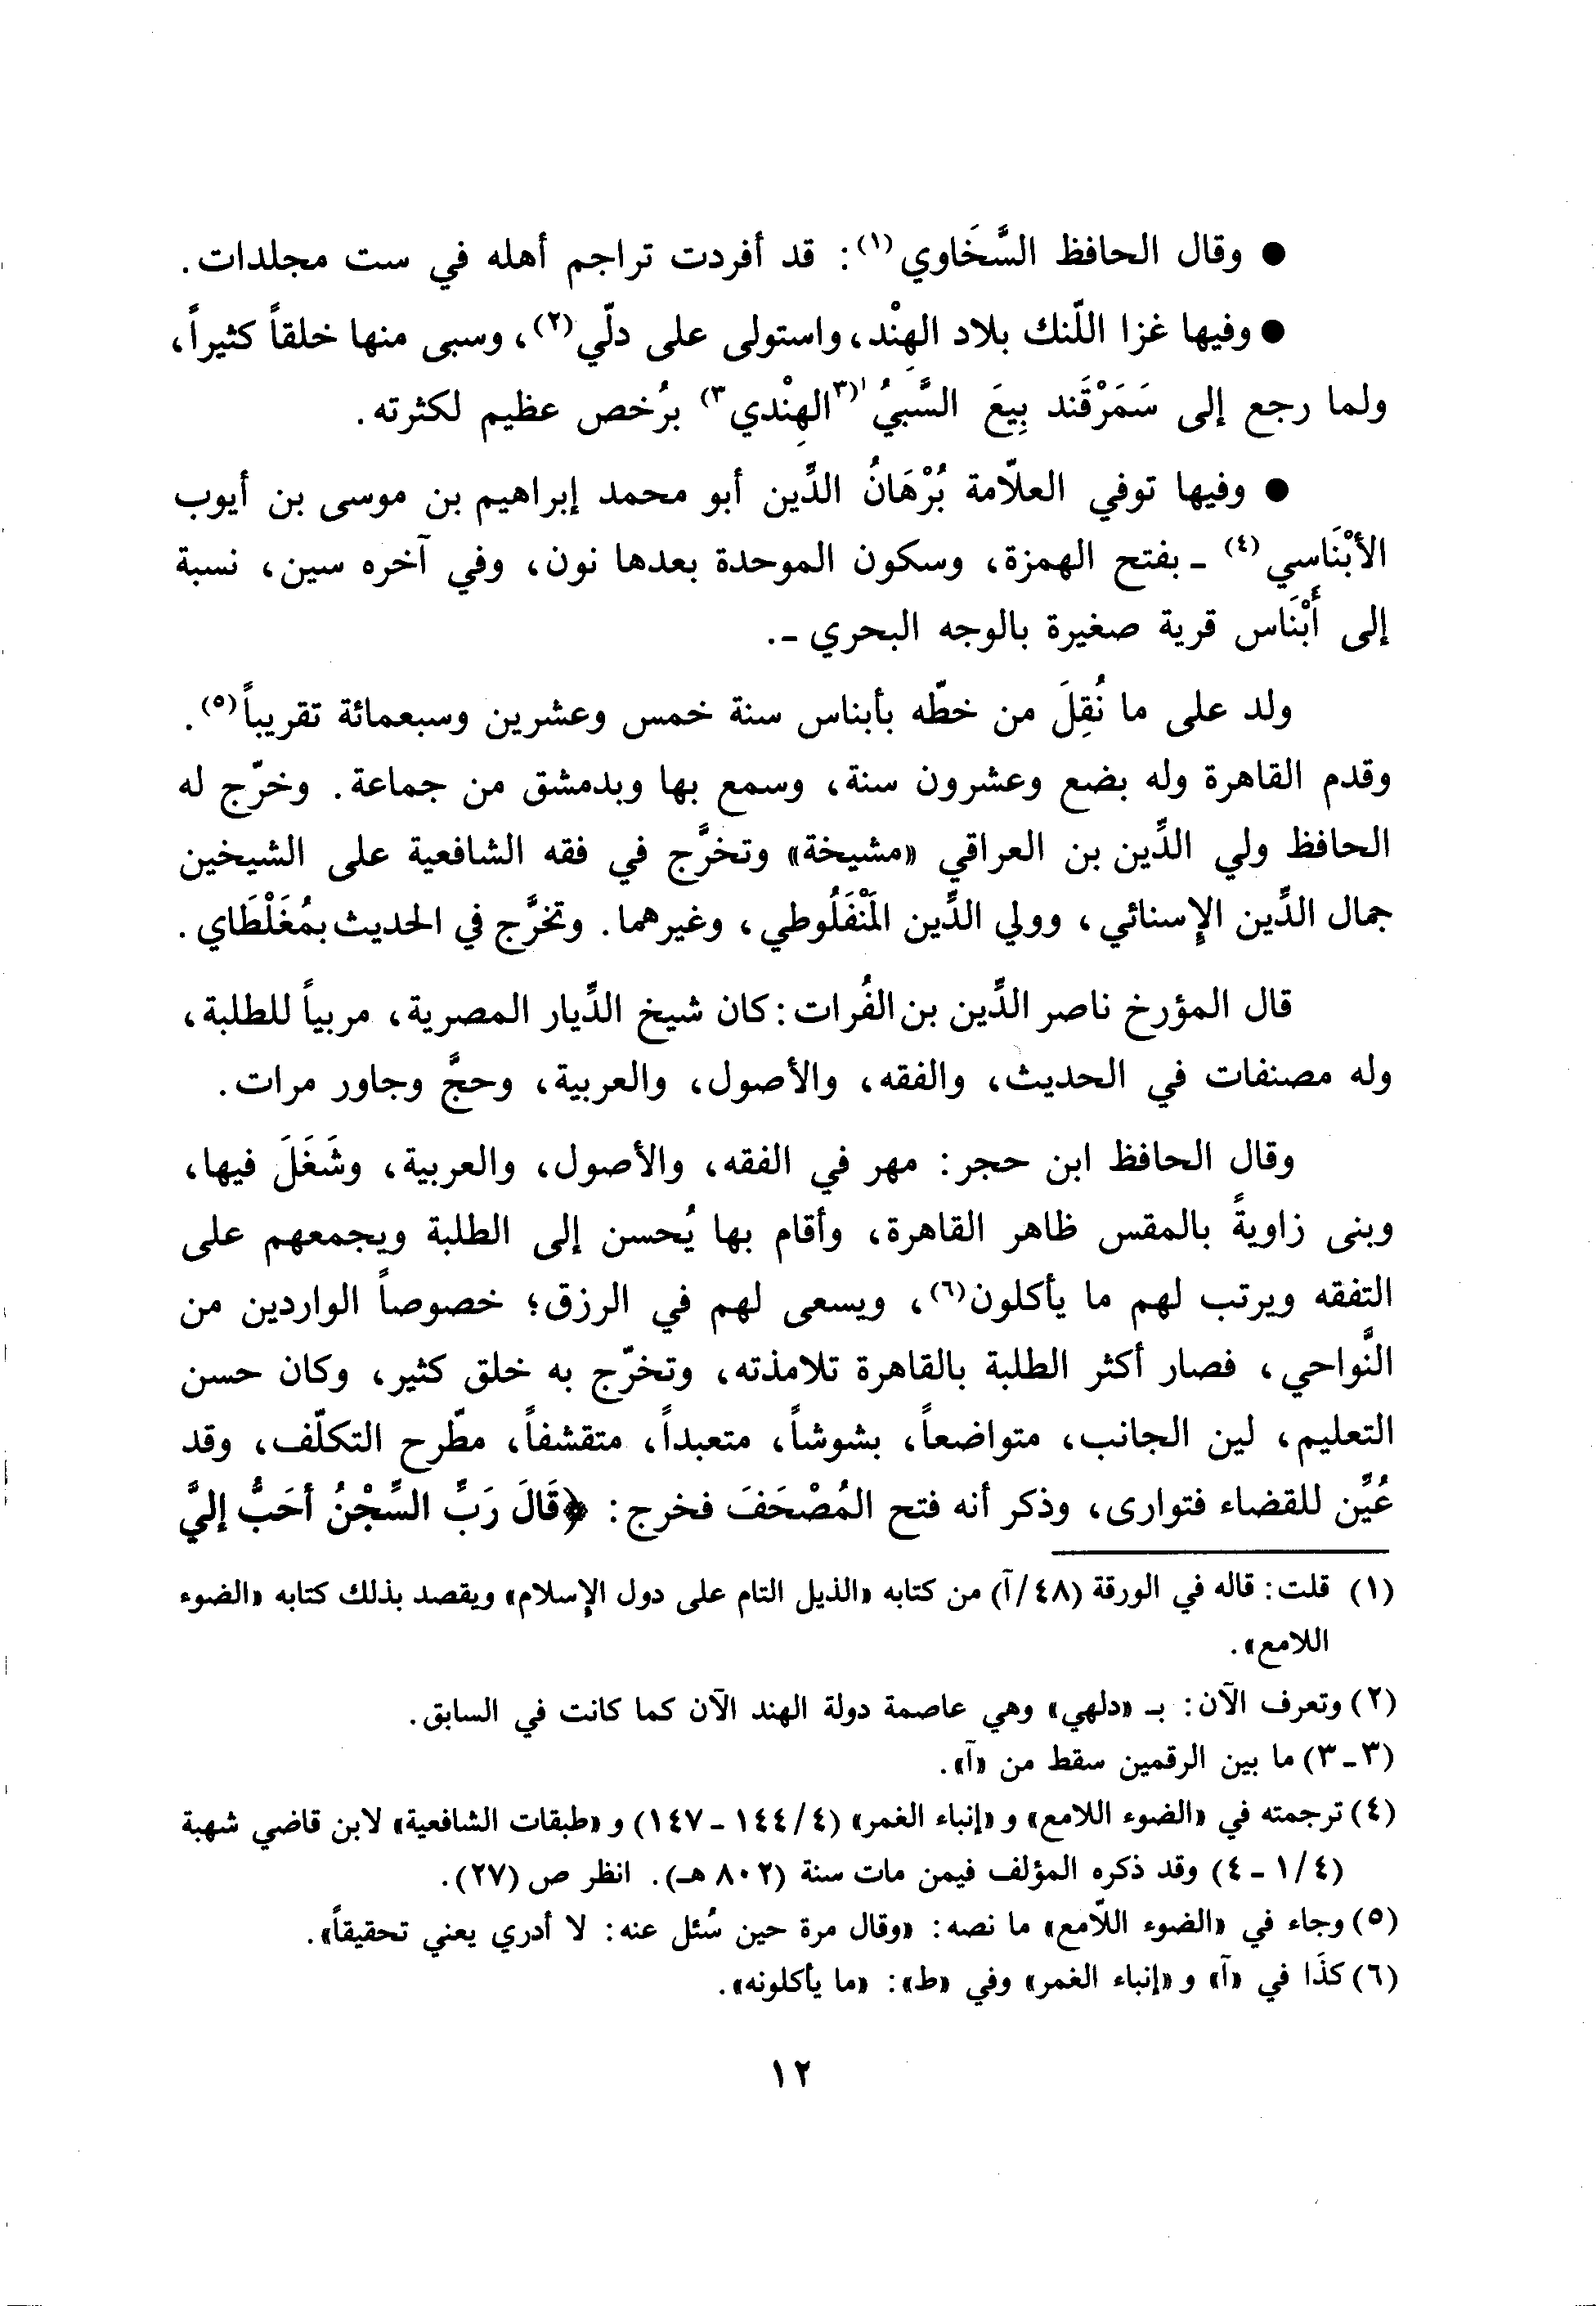 ● وقال الحافظ السَّخَاوي(١): قد أفردت تراجم أهله في ست مجلدات.
● وفيها غزا اللّنك بلاد الهِنْد، واستولى على دلّي(٢)، وسبى منها خلقاً كثيراً،
ولما رجع إلى سَمَرْقَند بِيعَ السَّبيُ (٣الهِنْدي٣) برُخص عظيم لكثرته.
● وفيها توفي العلاّمة بُرْهَانُ الدِّين أبو محمد إبراهيم بن موسى بن أيوب
الأبْنَاسي(٤) ـ بفتح الهمزة، وسكون الموحدة بعدها نون، وفي آخره سين، نسبة
إلى أَبْنَاس قرية صغيرة بالوجه البحري ـ.
ولد على ما نُقِلَ من خطّه بأبناس سنة خمس وعشرين وسبعمائة تقريباً(٥).
وقدم القاهرة وله بضع وعشرون سنة، وسمع بها وبدمشق من جماعة. وخرّج له
الحافظ ولي الدِّين بن العراقي «مشيخة» وتخرَّج في فقه الشافعية على الشيخين
جمال الدِّين الإسنائي، وولي الدِّين المَنْفَلُوطي، وغيرهما. وتخرَّج في الحديث بمُغَلْطَاي.
قال المؤرخ ناصر الدِّين بن الفُرات: كان شيخ الدِّيار المصرية، مربياً للطلبة،
وله مصنفات في الحديث، والفقه، والأصول، والعربية، وحجَّ وجاور مرات.
وقال الحافظ ابن حجر: مهر في الفقه، والأصول، والعربية، وشَغَلَ فيها،
وبنى زاويةً بالمقس ظاهر القاهرة، وأقام بها يُحسن إلى الطلبة ويجمعهم على
التفقه ويرتب لهم ما يأكلون(٦)، ويسعى لهم في الرزق؛ خصوصاً الواردين من
النَّواحي، فصار أكثر الطلبة بالقاهرة تلامذته، وتخرّج به خلق كثير، وكان حسن
التعليم، لين الجانب، متواضعاً، بشوشاً، متعبداً، متقشفاً، مطّرح التكلّف، وقد
عُيِّن للقضاء فتوارى، وذكر أنه فتح المُصْحَفَ فخرج: ﴿قَالَ رَبِّ السِّجْنُ أحَبُّ إليَّ
(١) قلت: قاله في الورقة (٤٨/آ) من كتابه «الذيل التام على دول الإسلام» ويقصد بذلك كتابه «الضوء
اللامع».
(٢) وتعرف الآن: بـ «دلهي» وهي عاصمة دولة الهند الآن كما كانت في السابق.
(٣ـ٣) ما بين الرقمين سقط من «آ».
(٤) ترجمته في «الضوء اللامع» و «إنباء الغمر» (٤/١٤٤ ـ ١٤٧) و «طبقات الشافعية» لابن قاضي شهبة
(٤/١ ـ ٤) وقد ذكره المؤلف فيمن مات سنة (٨٠٢ هـ). انظر ص (٢٧).
(٥) وجاء في «الضوء اللّامع» ما نصه: «وقال مرة حين سُئل عنه: لا أدري يعني تحقيقاً».
(٦) كذَا في «آ» و «إنباء الغمر» وفي «ط»: «ما يأكلونه».
١٢